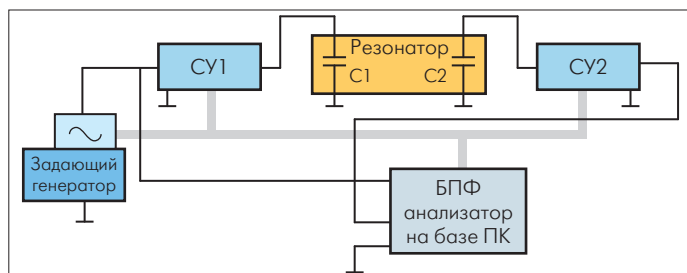 СУ1
Резонатор
С1
С2
СУ2
Задающий
генератор
БПФ
анализатор
на базе ПК